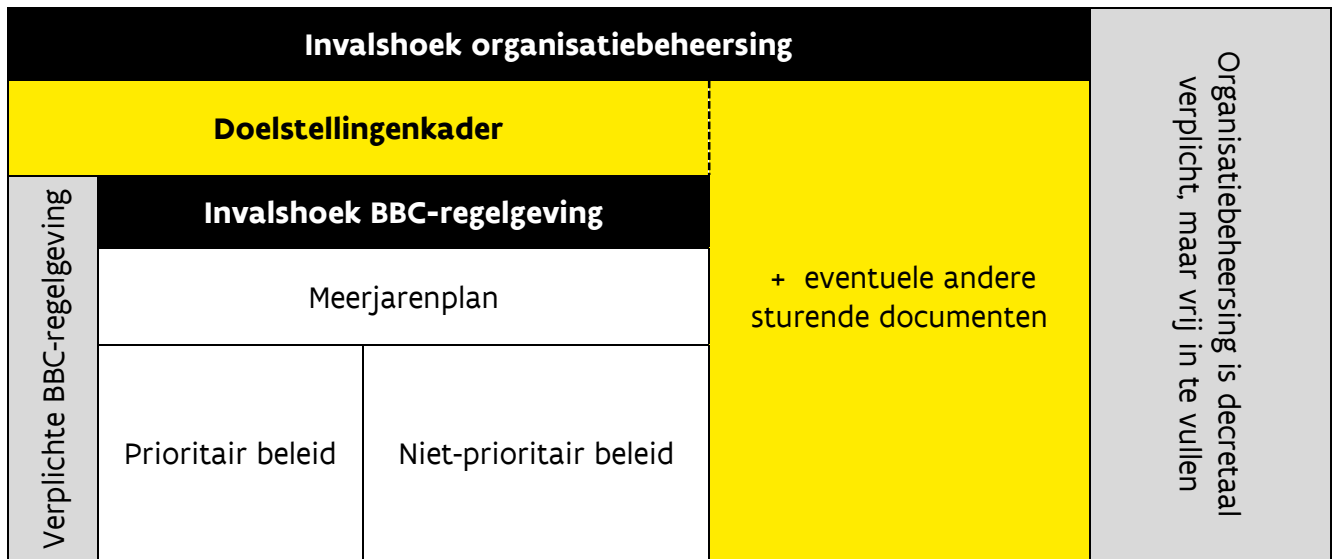 Invalshoek organisatiebeheersing
Doelstellingenkader
Verplichte BBC-regelgeving
Invalshoek BBC-regelgeving
Meerjarenplan
Prioritair beleid
Niet-prioritair beleid
+ eventuele andere
sturende documenten
Organisatiebeheersing is decretaal
verplicht, maar vrij in te vullen